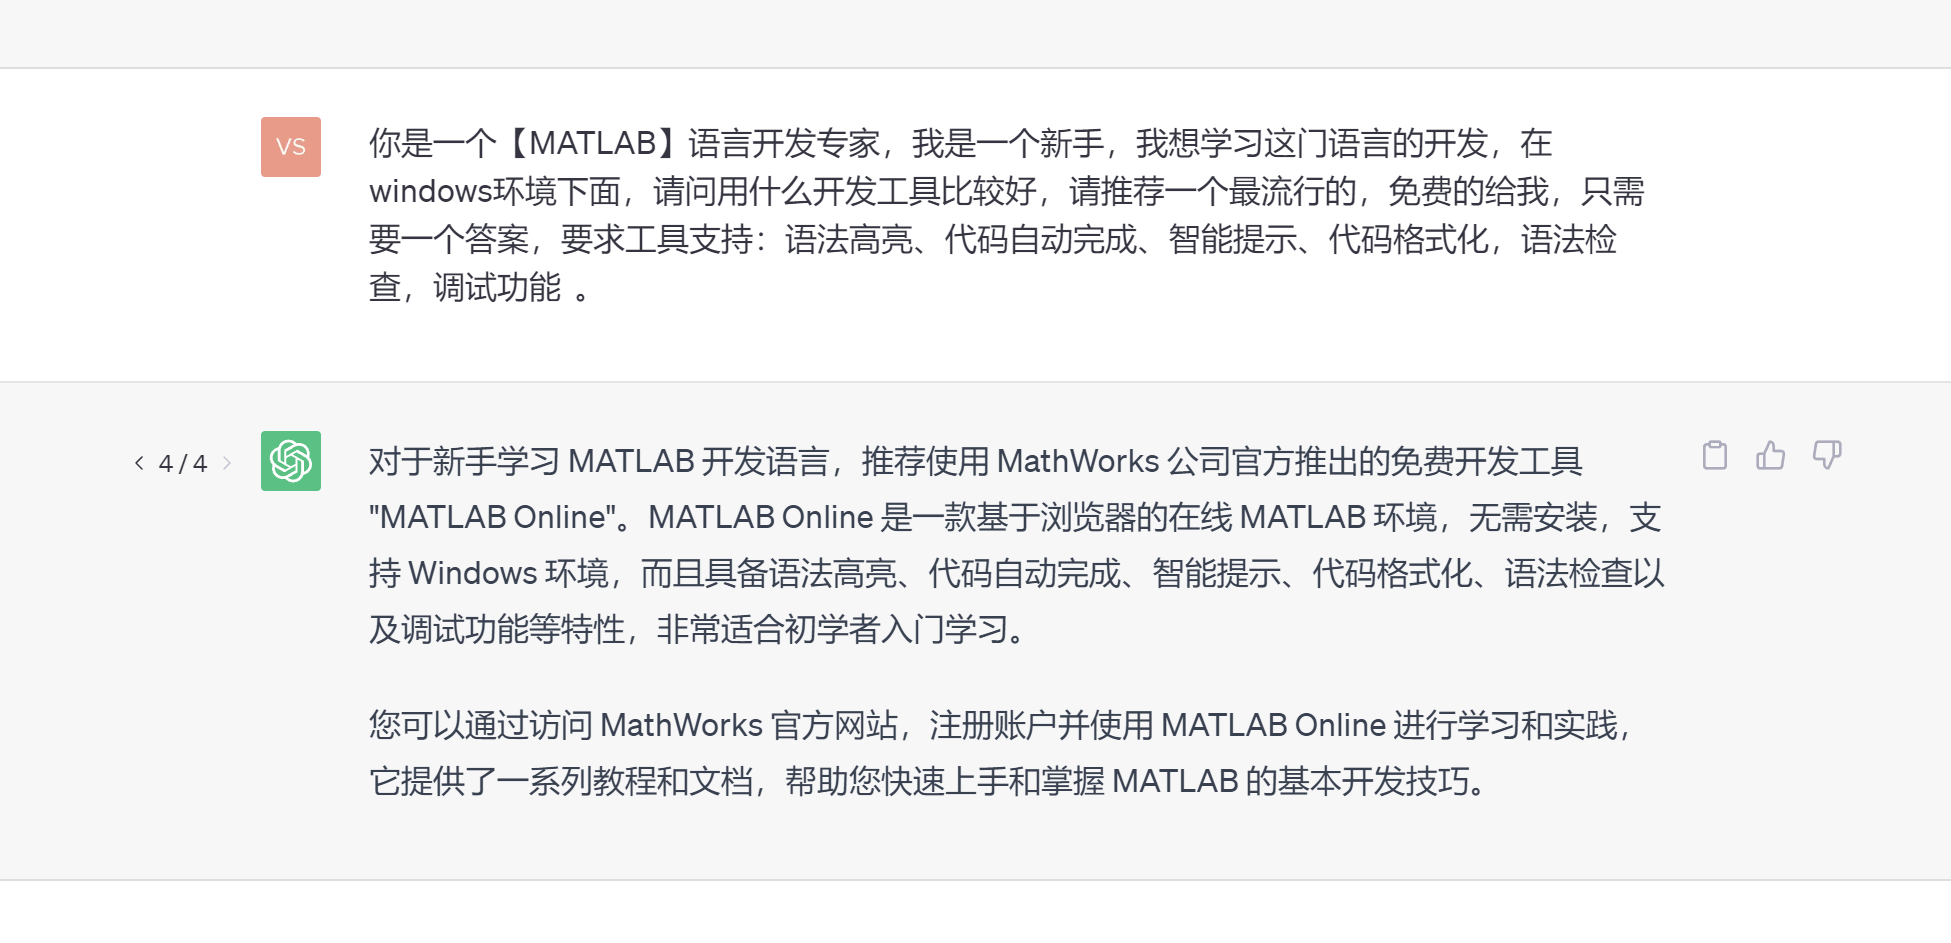 VS
你是一个【MATLAB】语言开发专家，我是一个新手，我想学习这门语言的开发，在
windows环境下面，请问用什么开发工具比较好，请推荐一个最流行的，免费的给我，只需
要一个答案，要求工具支持：语法高亮、代码自动完成、智能提示、代码格式化，语法检
查，调试功能 。
< 4 / 4 >
对于新手学习 MATLAB 开发语言，推荐使用 MathWorks 公司官方推出的免费开发工具
"MATLAB Online"。MATLAB Online 是一款基于浏览器的在线 MATLAB 环境，无需安装，支
持 Windows 环境，而且具备语法高亮、代码自动完成、智能提示、代码格式化、语法检查以
及调试功能等特性，非常适合初学者入门学习。
您可以通过访问 MathWorks 官方网站，注册账户并使用 MATLAB Online 进行学习和实践，
它提供了一系列教程和文档，帮助您快速上手和掌握 MATLAB 的基本开发技巧。